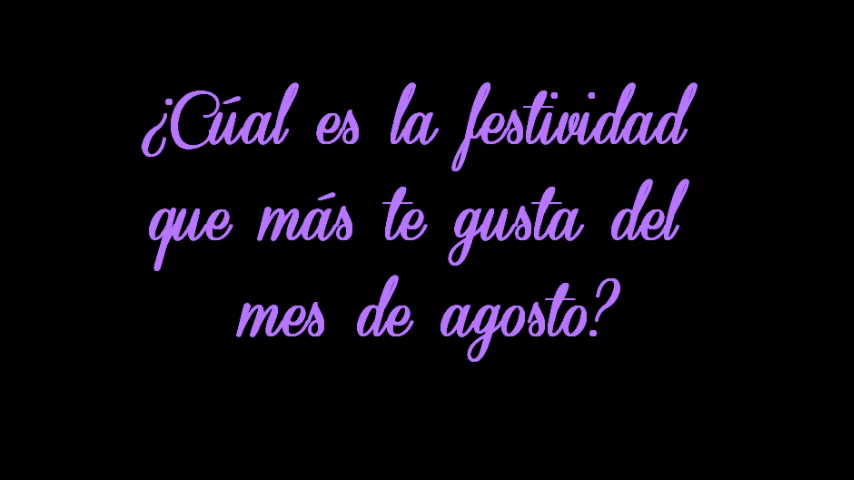 ¿Cúal es la festividad
que más te gusta del
mes de agosto?